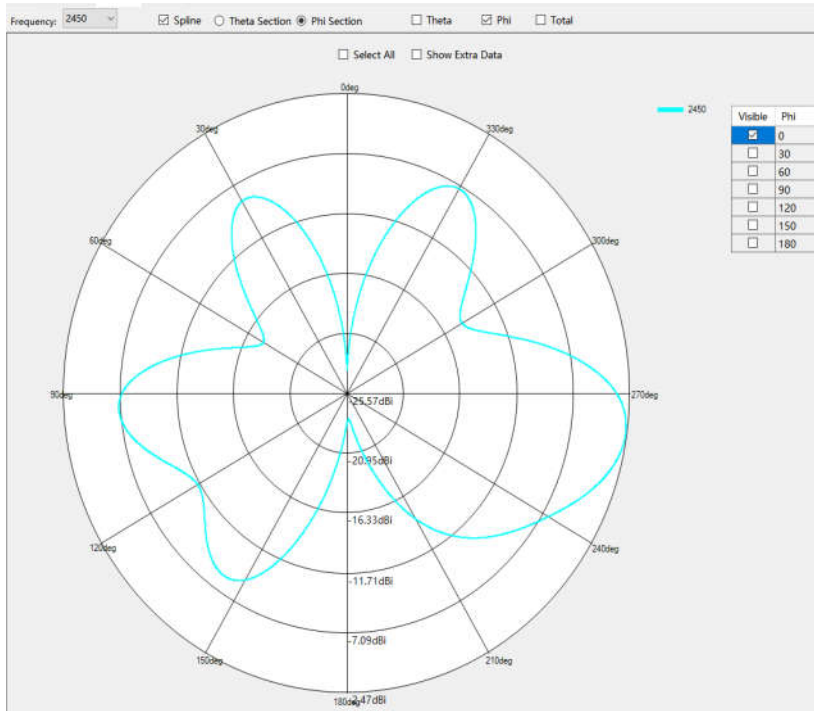 Frequency: 2450 Spline Theta Section Phi Section Theta Phi Total
Select All Show Extra Data
0deg
2450
Visible Phi
30deg 330deg
0
30
60
90
120
150
180
60deg 300deg
90deg 270deg
-25.57dBi
-20.95dBi
-16.33dBi
120deg 240deg
-11.71dBi
-7.09dBi
150deg 210deg
180deg -2.47dBi